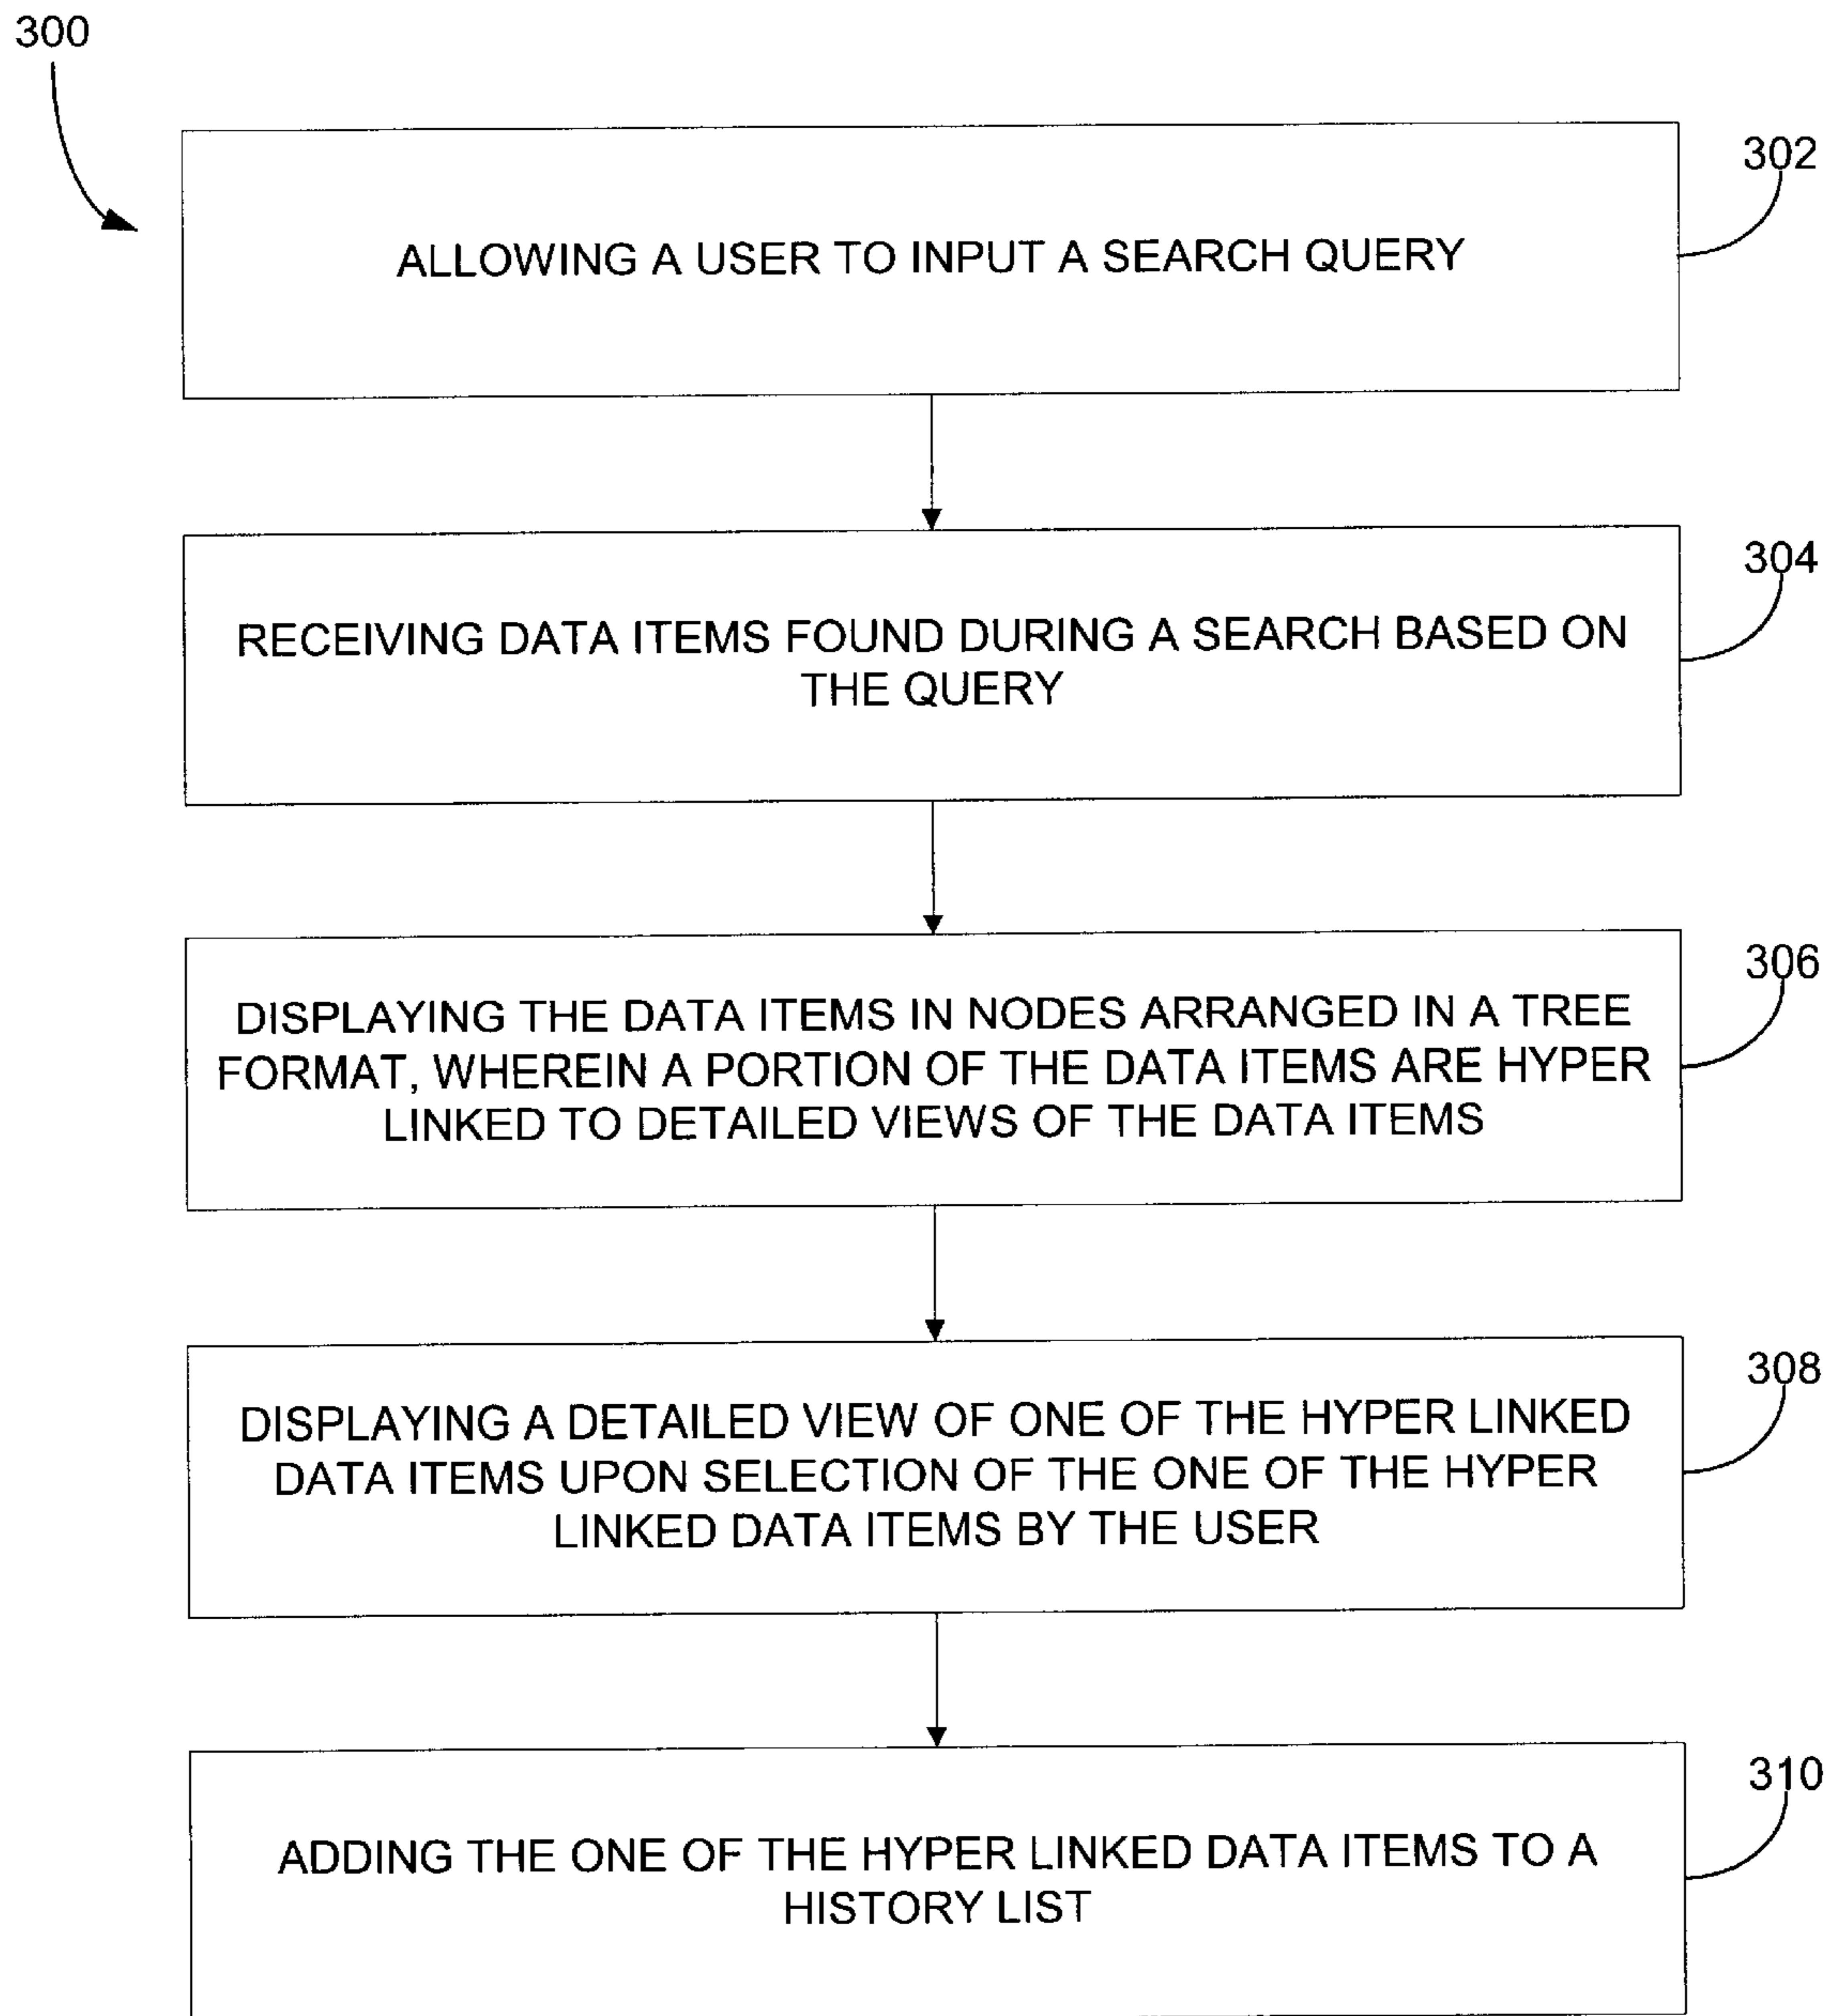 300
302
ALLOWING A USER TO INPUT A SEARCH QUERY
304
RECEIVING DATA ITEMS FOUND DURING A SEARCH BASED ON
THE QUERY
306
DISPLAYING THE DATA ITEMS IN NODES ARRANGED IN A TREE
FORMAT, WHEREIN A PORTION OF THE DATA ITEMS ARE HYPER
LINKED TO DETAILED VIEWS OF THE DATA ITEMS
308
DISPLAYING A DETAILED VIEW OF ONE OF THE HYPER LINKED
DATA ITEMS UPON SELECTION OF THE ONE OF THE HYPER
LINKED DATA ITEMS BY THE USER
310
ADDING THE ONE OF THE HYPER LINKED DATA ITEMS TO A
HISTORY LIST